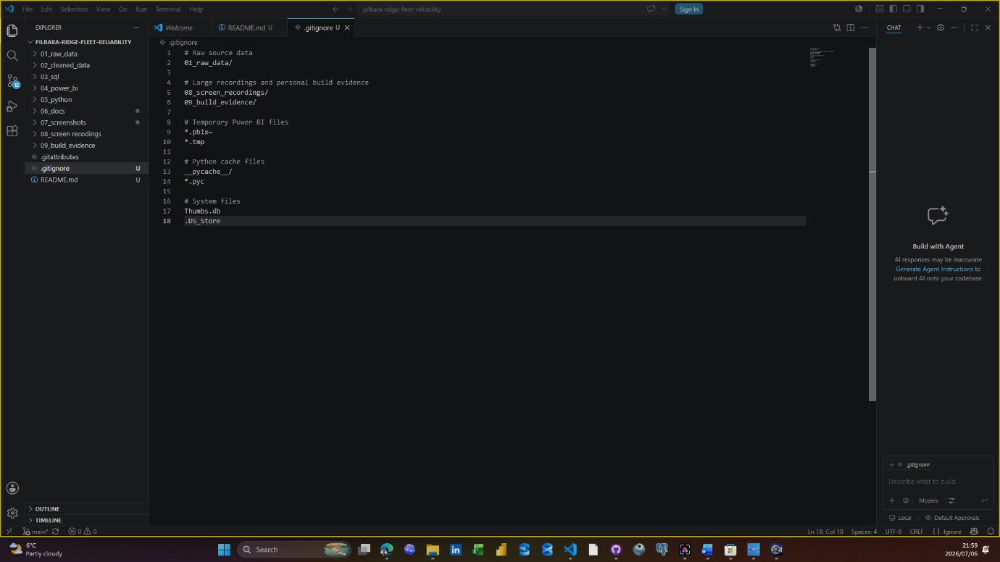 File Edit Selection View Go Run Terminal Help
pilbara-ridge-fleet-reliability
Sign In
EXPLORER
PILBARA-RIDGE-FLEET-RELIABILITY
01_raw_data
02_cleaned_data
03_sql
04_power_bi
05_python
06_docs
07_screenshots
08_screen recodings
09_build_evidence
.gitattributes
.gitignore U
README.md U
12
OUTLINE
TIMELINE
Welcome
README.md U
.gitignore U
.gitignore
1 # Raw source data
2 01_raw_data/
3
4 # Large recordings and personal build evidence
5 08_screen_recordings/
6 09_build_evidence/
7
8 # Temporary Power BI files
9 *.pbix~
10 *.tmp
11
12 # Python cache files
13 __pycache__/
14 *.pyc
15
16 # System files
17 Thumbs.db
18 .DS_Store
CHAT
Build with Agent
AI responses may be inaccurate
Generate Agent Instructions to
onboard AI onto your codebase.
.gitignore
Describe what to build
Models
Local
Default Approvals
main*
0 0
Ln 18, Col 10 Spaces: 4 UTF-8 CRLF { } Ignore
6°C
Partly cloudy
Search
21:59
2026/07/06